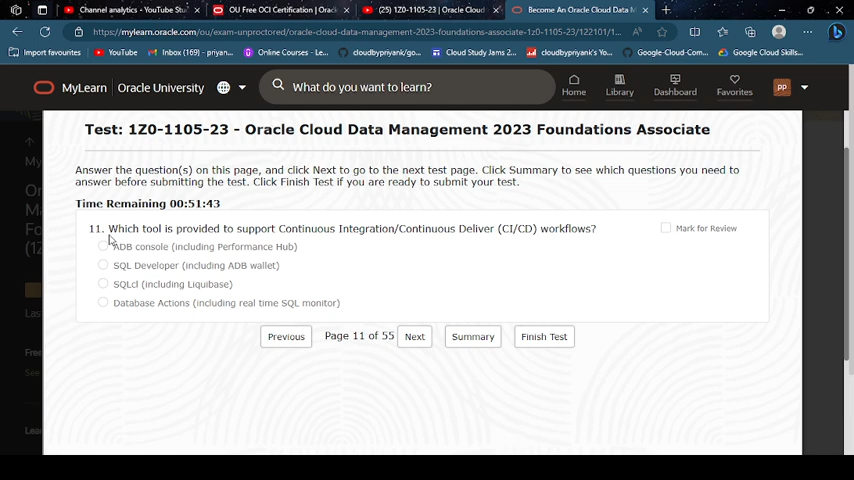 Channel analytics - YouTube Stu
OU Free OCI Certification | Orac
(25) 1Z0-1105-23 | Oracle Cloud
Become An Oracle Cloud Data M
https://mylearn.oracle.com/ou/exam-unproctored/oracle-cloud-data-management-2023-foundations-associate-1z0-1105-23/122101/1
Import favourites
YouTube
Inbox (169) - priyan...
Online Courses - Le...
cloudbypriyank/go...
Cloud Study Jams 2...
cloudbypriyank's Yo...
Google-Cloud-Com...
Google Cloud Skills...
MyLearn
Oracle University
What do you want to learn?
Home
Library
Dashboard
Favorites
PP
Test: 1Z0-1105-23 - Oracle Cloud Data Management 2023 Foundations Associate
Answer the question(s) on this page, and click Next to go to the next test page. Click Summary to see which questions you need to
answer before submitting the test. Click Finish Test if you are ready to submit your test.
Time Remaining 00:51:43
11. Which tool is provided to support Continuous Integration/Continuous Deliver (CI/CD) workflows?
Mark for Review
ADB console (including Performance Hub)
SQL Developer (including ADB wallet)
SQLcl (including Liquibase)
Database Actions (including real time SQL monitor)
Previous
Page 11 of 55
Next
Summary
Finish Test